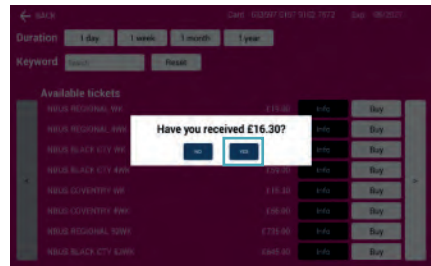 BACK
Duration 1 day 1 week 1 month 1 year
Keyword Search Reset
Available tickets
NBUS REGIONAL WK Info Buy
NBUS REGIONAL 4WK Info Buy
Have you received £16.30?
NO YES
NBUS BLACK CTY WK Info Buy
NBUS BLACK CTY 4WK Info Buy
NBUS COVENTRY WK Info Buy
NBUS COVENTRY 4WK Info Buy
NBUS REGIONAL 52WK Info Buy
NBUS BLACK CTY 52WK Info Buy